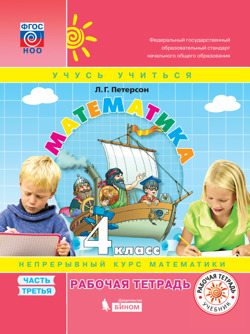 ФГОС
НОО
Федеральный государственный
образовательный стандарт
начального общего образования
УЧУСЬ УЧИТЬСЯ
Л. Г. Петерсон
МАТЕМАТИКА
4 класс
НЕПРЕРЫВНЫЙ КУРС МАТЕМАТИКИ
ЧАСТЬ
ТРЕТЬЯ
РАБОЧАЯ ТЕТРАДЬ
Издательство
БИНОМ
РАБОЧАЯ ТЕТРАДЬ
УЧЕБНИК